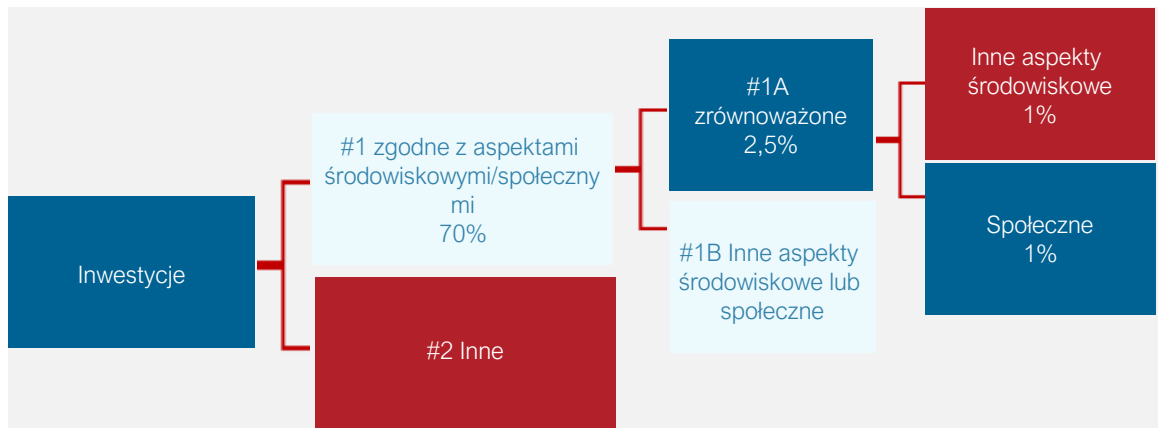 Inwestycje
#1 zgodne z aspektami
środowiskowymi/społeczny
mi
70%
#2 Inne
#1A
zrównoważone
2,5%
#1B Inne aspekty
środowiskowe lub
społeczne
Inne aspekty
środowiskowe
1%
Społeczne
1%